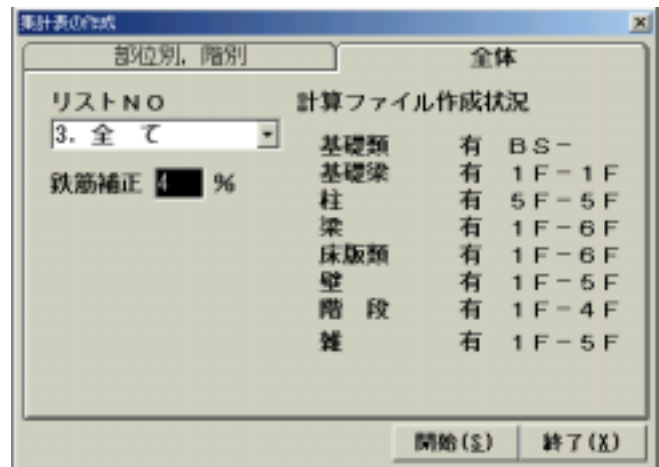 集計表の作成
部位別, 階別
全体
リストNO
3. 全 て
鉄筋補正 4 %
計算ファイル作成状況
基礎類 有 BS-
基礎梁 有 1F-1F
柱 有 5F-5F
梁 有 1F-6F
床版類 有 1F-6F
壁 有 1F-5F
階 段 有 1F-4F
雑 有 1F-5F
開始(S) 終了(X)